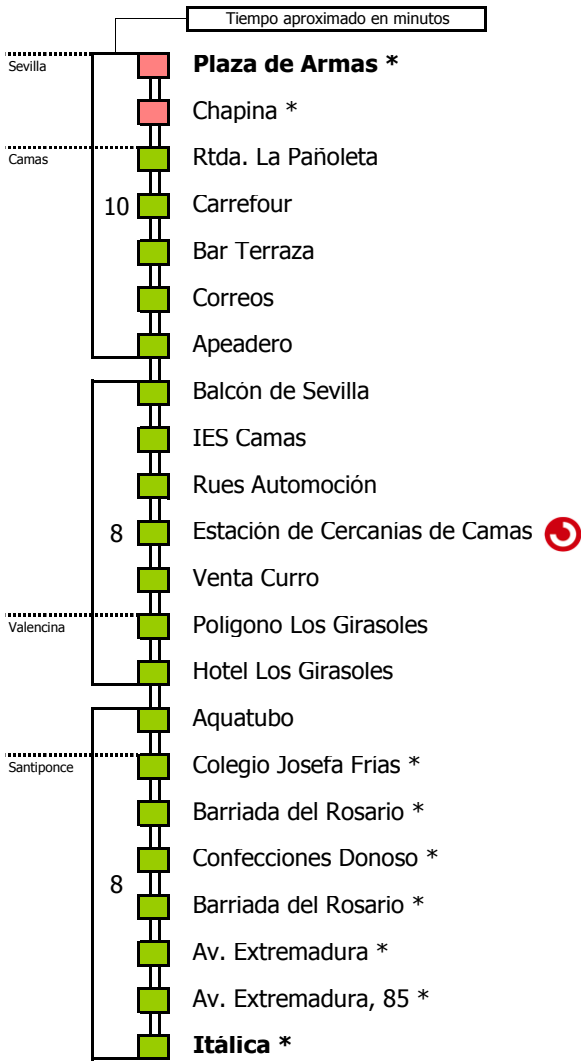 Tiempo aproximado en minutos
Sevilla
Plaza de Armas *
Chapina *
Camas
Rtda. La Pañoleta
10
Carrefour
Bar Terraza
Correos
Apeadero
Balcón de Sevilla
IES Camas
Rues Automoción
8
Estación de Cercanías de Camas
Venta Curro
Valencina
Polígono Los Girasoles
Hotel Los Girasoles
Aquatubo
Santiponce
Colegio Josefa Frías *
Barriada del Rosario *
Confecciones Donoso *
8
Barriada del Rosario *
Av. Extremadura *
Av. Extremadura, 85 *
Itálica *